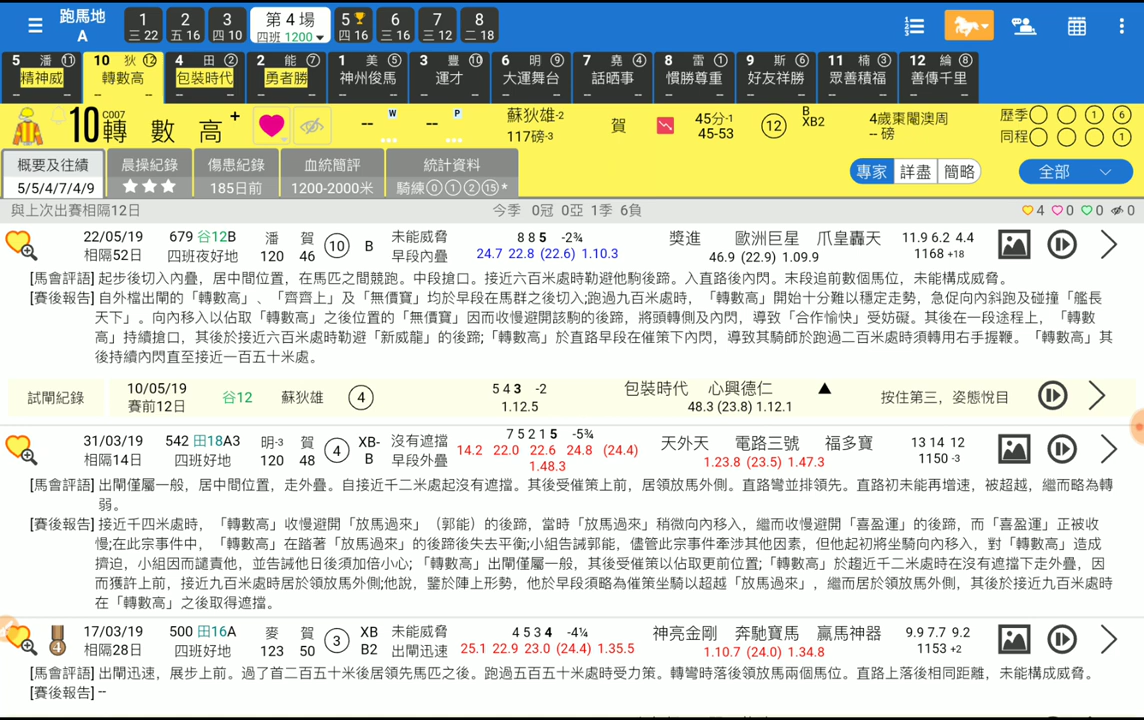 跑馬地
A
1
三 22
2
五 16
3
四 10
第 4 場
四班 1200
5
四 16
6
三 16
7
三 12
8
二 18
5 潘 ⑪
精神威
--
10 狄 ⑫
轉數高
-- --
4 田 ②
包裝時代
--
2 能 ⑦
勇者勝
-- --
1 美 ⑤
神州俊馬
-- --
3 豐 ⑩
運才
-- --
6 明 ⑨
大運舞台
-- --
7 堯 ④
話晒事
-- --
8 雷 ①
慣勝尊重
-- --
9 斯 ⑥
好友祥勝
-- --
11 楠 ③
眾善積福
-- --
12 綸 ⑧
善傳千里
-- --
10 C007
轉數高 +
-- W
-- P
蘇狄雄-2
117磅-3
賀
45分-1
45-53
⑫
B
XB2
4歲東閹澳周
-- 磅
歷季 1 6
同程 1
概要及往績
5/5/4/7/4/9
晨操紀錄
★★★
傷患紀錄
185日前
血統簡評
1200-2000米
統計資料
騎練⓪①②⑮*
專家 詳盡 簡略
全部
與上次出賽相隔12日
今季 0冠 0亞 1季 6負
4 0 0 0
22/05/19 679 谷12B 潘 賀 ⑩ B 未能威脅 8 8 5 -2¾ 獎進 歐洲巨星 爪皇轟天 11.9 6.2 4.4
相隔52日 四班夜好地 120 46 早段內疊 24.7 22.8 (22.6) 1.10.3 46.9 (22.9) 1.09.9 1168 +18
[馬會評語] 起步後切入內疊，居中間位置，在馬匹之間競跑。中段搶口。接近六百米處時勒避他駒後蹄。入直路後內閃。末段追前數個馬位，未能構成威脅。
[賽後報告] 自外檔出閘的「轉數高」、「齊齊上」及「無價寶」均於早段在馬群之後切入;跑過九百米處時，「轉數高」開始十分難以穩定走勢，急促向內斜跑及碰撞「艦長
天下」。向內移入以佔取「轉數高」之後位置的「無價寶」因而收慢避開該駒的後蹄，將頭轉側及內閃，導致「合作愉快」受妨礙。其後在一段途程上，「轉數
高」持續搶口，其後於接近六百米處時勒避「新威龍」的後蹄;「轉數高」於直路早段在催策下內閃，導致其騎師於跑過二百米處時須轉用右手握鞭。「轉數高」其
後持續內閃直至接近一百五十米處。
試閘紀錄 10/05/19 谷12 蘇狄雄 ④ 5 4 3 -2 包裝時代 心興德仁 ▲ 按住第三，姿態悅目
賽前12日 1.12.5 48.3 (23.8) 1.12.1
31/03/19 542 田18A3 明-3 賀 ④ XB- 沒有遮擋 7 5 2 1 5 -5¾ 天外天 電路三號 福多寶 13 14 12
相隔14日 四班好地 120 48 B 早段外疊 14.2 22.0 22.6 24.8 (24.4) 1.48.3 1.23.8 (23.5) 1.47.3 1150 -3
[馬會評語] 出閘僅屬一般，居中間位置，走外疊。自接近千二米處起沒有遮擋。其後受催策上前，居領放馬外側。直路彎並排領先。直路初未能再增速，被超越，繼而略為轉
弱。
[賽後報告] 接近千四米處時，「轉數高」收慢避開「放馬過來」（郭能）的後蹄，當時「放馬過來」稍微向內移入，繼而收慢避開「喜盈運」的後蹄，而「喜盈運」正被收
慢;在此宗事件中，「轉數高」在踏著「放馬過來」的後蹄後失去平衡;小組告誡郭能，儘管此宗事件牽涉其他因素，但他起初將坐騎向內移入，對「轉數高」造成
擠迫，小組因而譴責他，並告誡他日後須加倍小心;「轉數高」出閘僅屬一般，其後受催策以佔取更前位置;「轉數高」於趨近千二米處時在沒有遮擋下走外疊，因
而獲許上前，接近九百米處時居於領放馬外側;他說，鑒於陣上形勢，他於早段須略為催策坐騎以超越「放馬過來」，繼而居於領放馬外側，其後於接近九百米處時
在「轉數高」之後取得遮擋。
4 17/03/19 500 田16A 麥 賀 ③ XB 未能威脅 4 5 3 4 -4¼ 神亮金剛 奔馳寶馬 贏馬神器 9.9 7.7 9.2
相隔28日 四班好地 123 50 B2 出閘迅速 25.1 22.9 23.0 (24.4) 1.35.5 1.10.7 (24.0) 1.34.8 1153 +2
[馬會評語] 出閘迅速，展步上前。過了首二百五十米後居領先馬匹之後。跑過五百五十米處時受力策。轉彎時落後領放馬兩個馬位。直路上落後相同距離，未能構成威脅。
[賽後報告] --